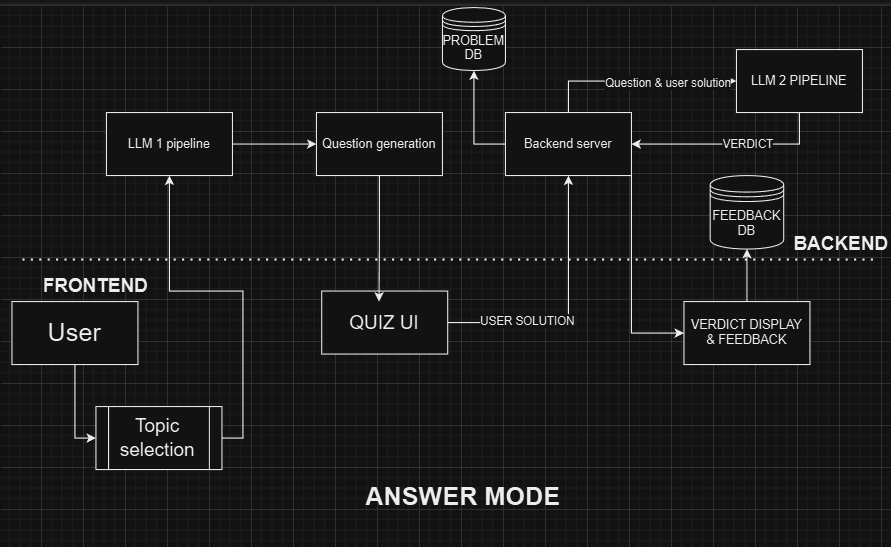 PROBLEM
DB
Question & user solution
LLM 2 PIPELINE
LLM 1 pipeline
Question generation
Backend server
VERDICT
FEEDBACK
DB
BACKEND
FRONTEND
User
QUIZ UI
USER SOLUTION
VERDICT DISPLAY
& FEEDBACK
Topic
selection
ANSWER MODE